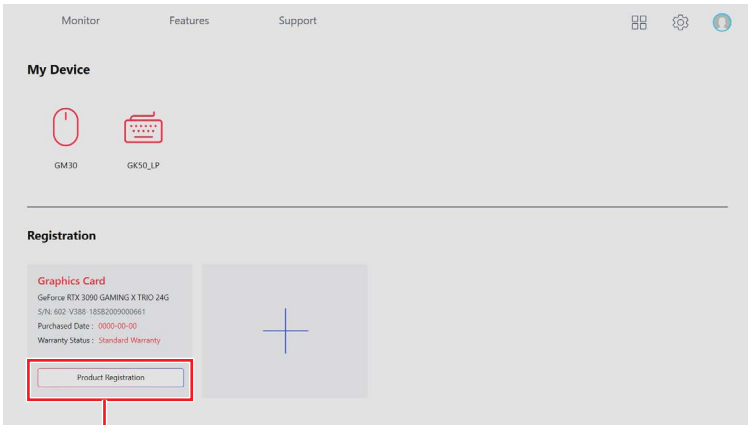 Monitor Features Support
My Device
GM30 GK50_LP
Registration
Graphics Card
GeForce RTX 3090 GAMING X TRIO 24G
S/N: 602-V388-18SB2009000661
Purchased Date : 0000-00-00
Warranty Status : Standard Warranty
Product Registration